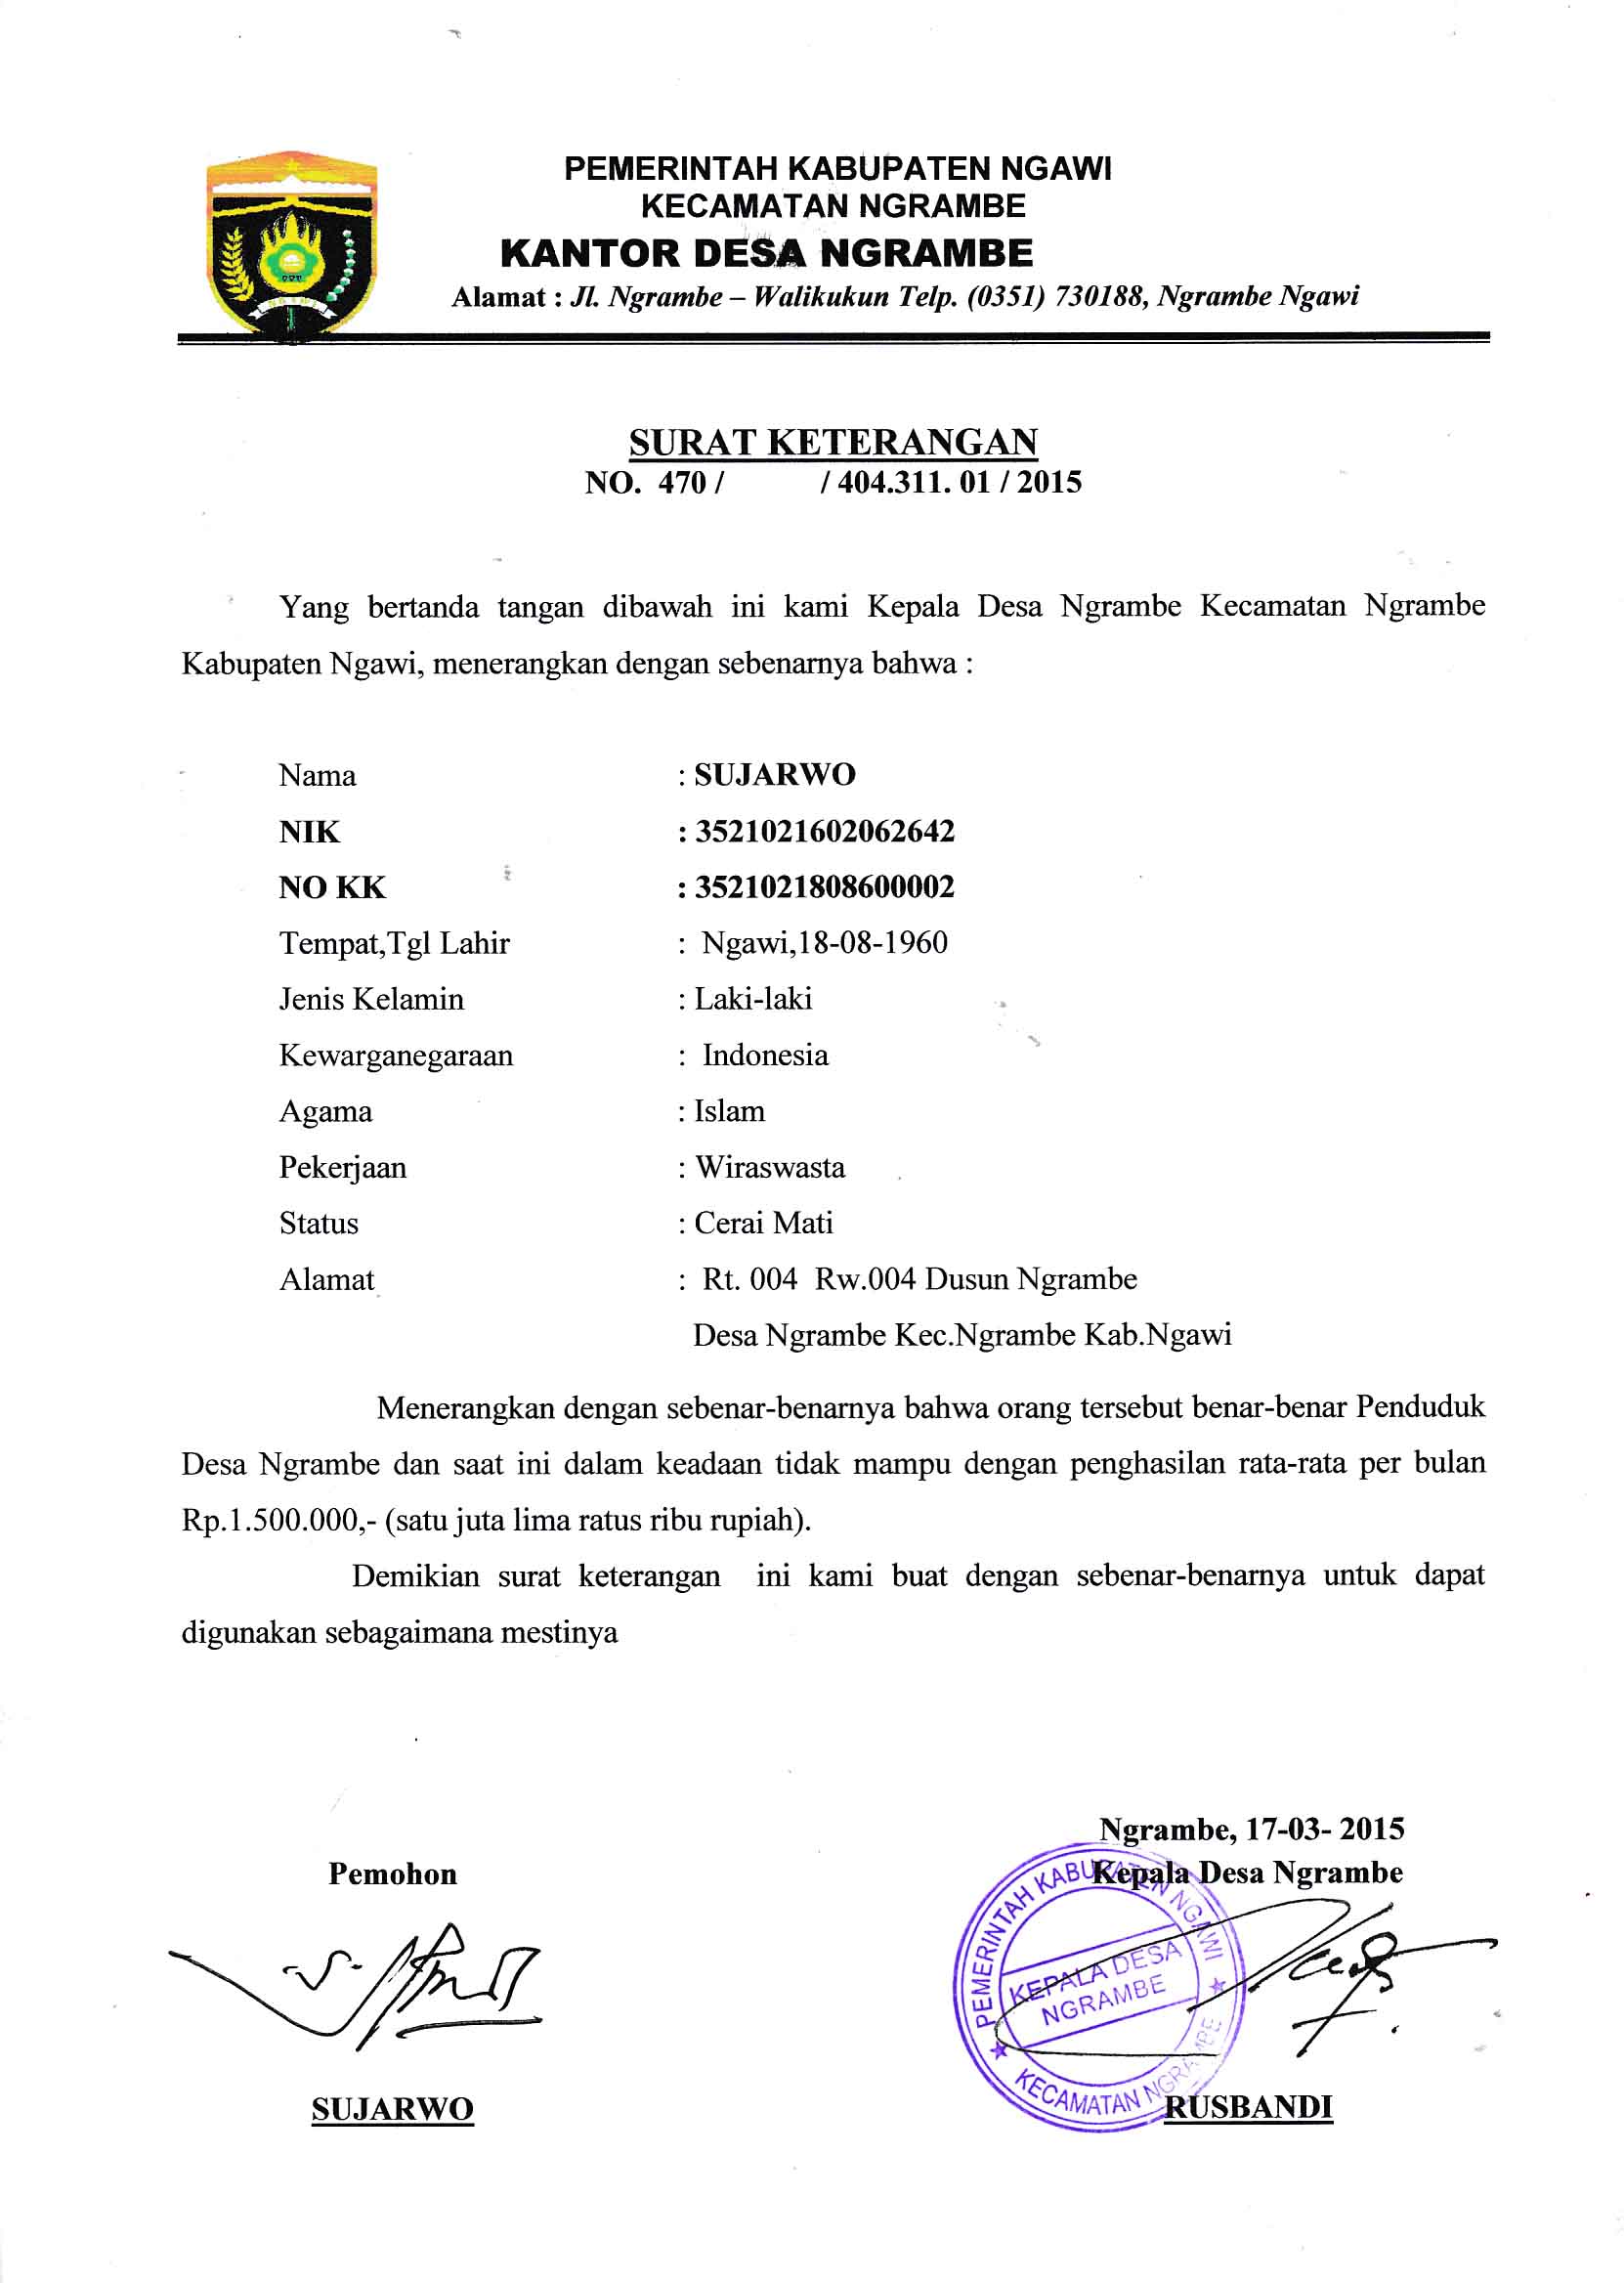 PEMERINTAH KABUPATEN NGAWI
KECAMATAN NGRAMBE
KANTOR DESA NGRAMBE
Alamat : Jl. Ngrambe – Walikukun Telp. (0351) 730188, Ngrambe Ngawi
NGAWI
SURAT KETERANGAN
NO. 470 / / 404.311. 01 / 2015
Yang bertanda tangan dibawah ini kami Kepala Desa Ngrambe Kecamatan Ngrambe
Kabupaten Ngawi, menerangkan dengan sebenarnya bahwa :
Nama : SUJARWO
NIK : 3521021602062642
NO KK : 3521021808600002
Tempat,Tgl Lahir : Ngawi,18-08-1960
Jenis Kelamin : Laki-laki
Kewarganegaraan : Indonesia
Agama : Islam
Pekerjaan : Wiraswasta
Status : Cerai Mati
Alamat : Rt. 004 Rw.004 Dusun Ngrambe
Desa Ngrambe Kec.Ngrambe Kab.Ngawi
Menerangkan dengan sebenar-benarnya bahwa orang tersebut benar-benar Penduduk
Desa Ngrambe dan saat ini dalam keadaan tidak mampu dengan penghasilan rata-rata per bulan
Rp.1.500.000,- (satu juta lima ratus ribu rupiah).
Demikian surat keterangan ini kami buat dengan sebenar-benarnya untuk dapat
digunakan sebagaimana mestinya
Ngrambe, 17-03- 2015
Pemohon
Kepala Desa Ngrambe
PEMERINTAH KABUPATEN NGAWI
KEPALA DESA
NGRAMBE
KECAMATAN NGRAMBE
SUJARWO
RUSBANDI